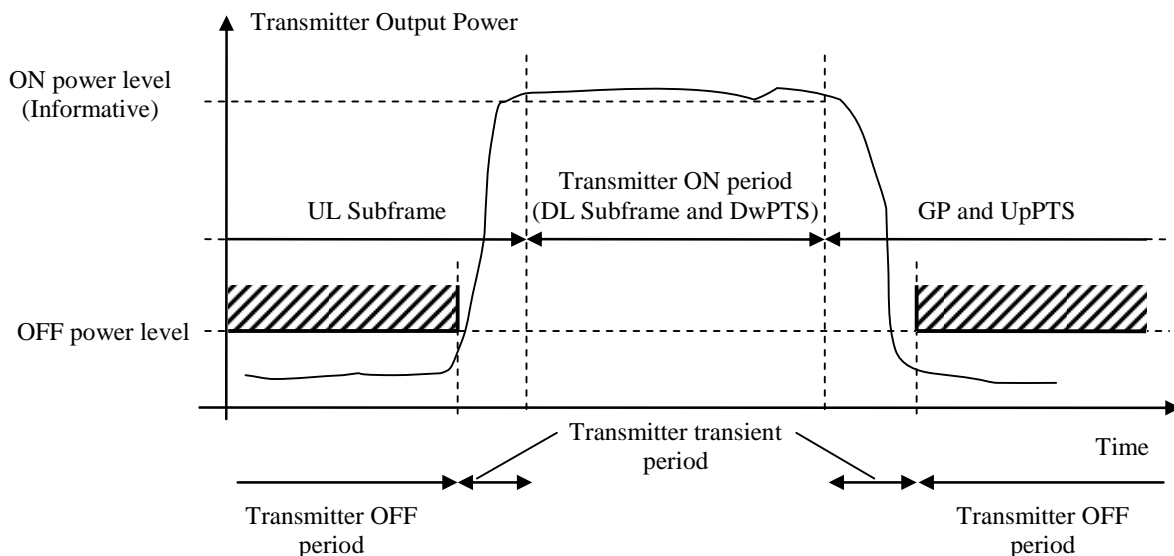 Transmitter Output Power
ON power level
(Informative)
Transmitter ON period
(DL Subframe and DwPTS)
UL Subframe
GP and UpPTS
OFF power level
Transmitter transient
period
Time
Transmitter OFF
period
Transmitter OFF
period